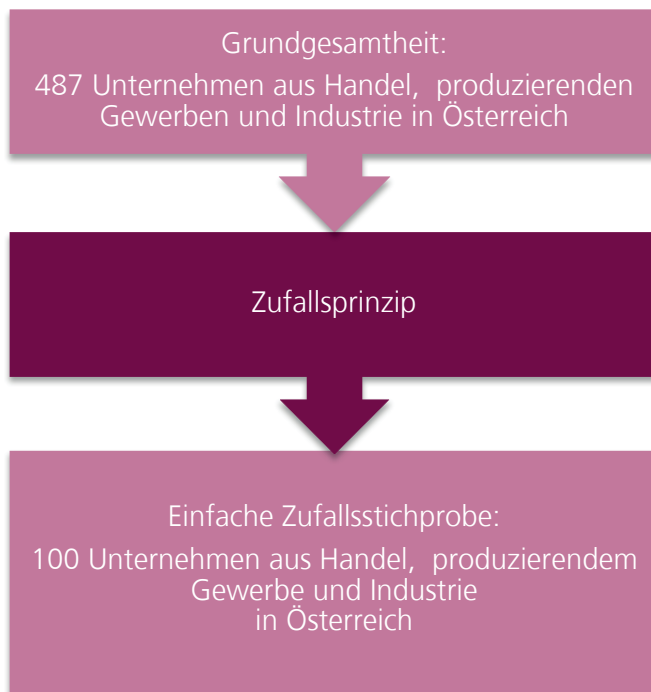 Grundgesamtheit:
487 Unternehmen aus Handel, produzierenden
Gewerben und Industrie in Österreich
Zufallsprinzip
Einfache Zufallsstichprobe:
100 Unternehmen aus Handel, produzierendem
Gewerbe und Industrie
in Österreich